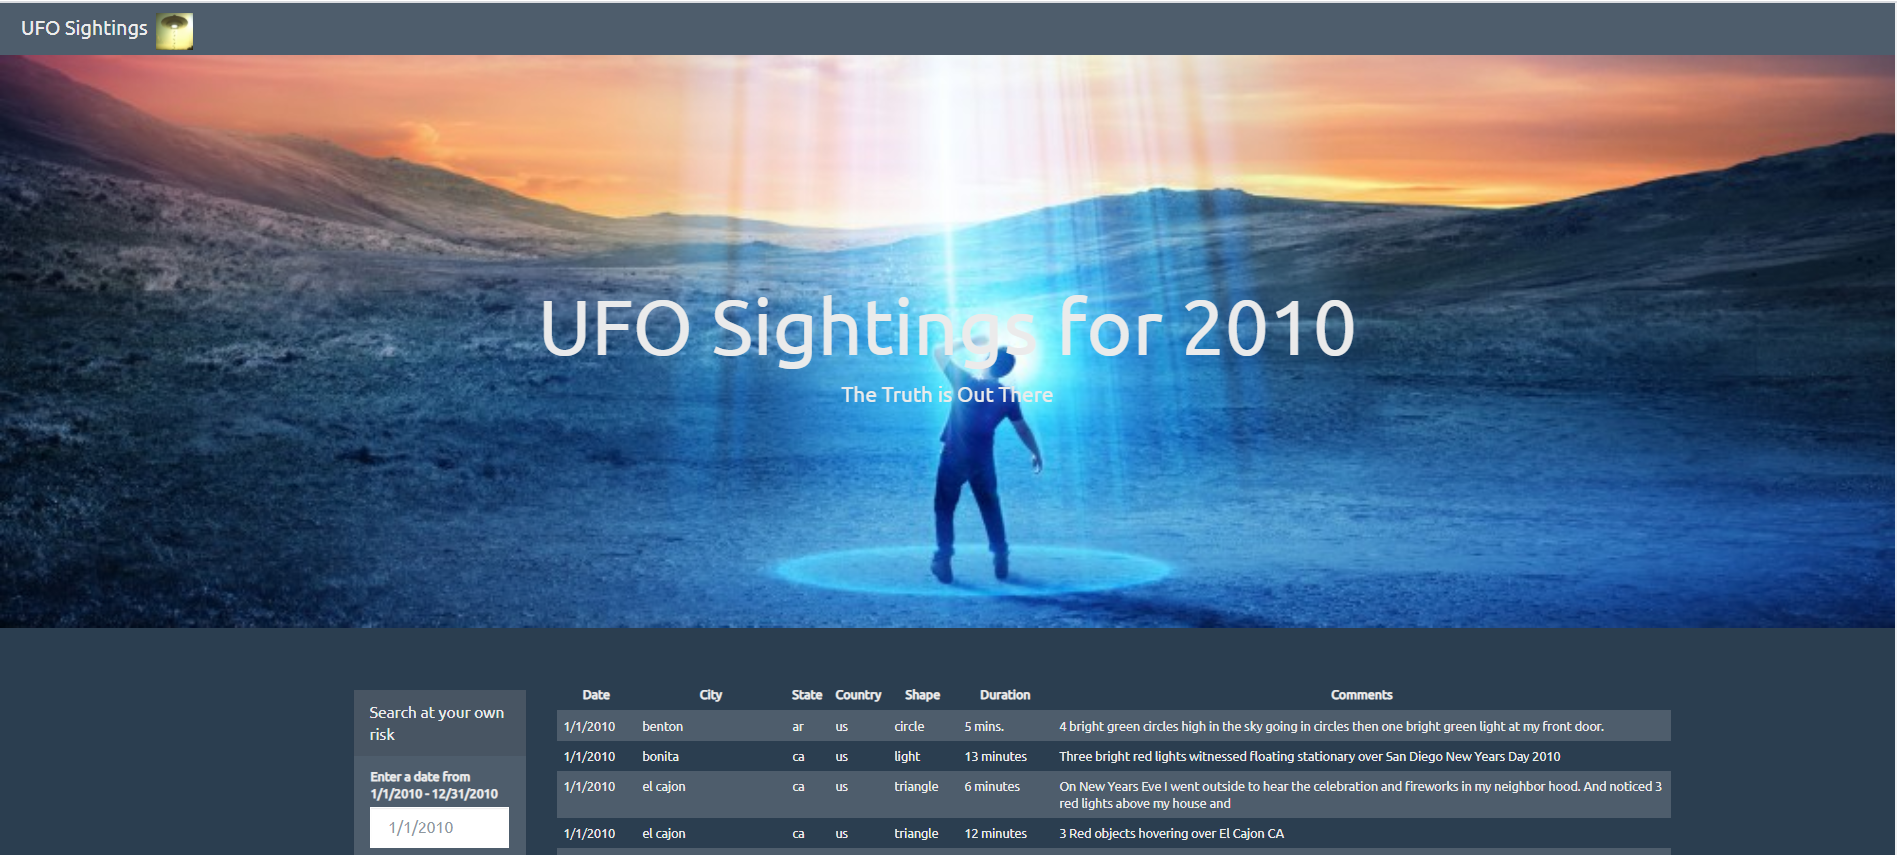 UFO Sightings
UFO Sightings for 2010
The Truth is Out There
Search at your own
risk
Enter a date from
1/1/2010 - 12/31/2010
1/1/2010
Date City State Country Shape Duration Comments
1/1/2010 benton ar us circle 5 mins. 4 bright green circles high in the sky going in circles then one bright green light at my front door.
1/1/2010 bonita ca us light 13 minutes Three bright red lights witnessed floating stationary over San Diego New Years Day 2010
1/1/2010 el cajon ca us triangle 6 minutes On New Years Eve I went outside to hear the celebration and fireworks in my neighbor hood. And noticed 3
red lights above my house and
1/1/2010 el cajon ca us triangle 12 minutes 3 Red objects hovering over El Cajon CA